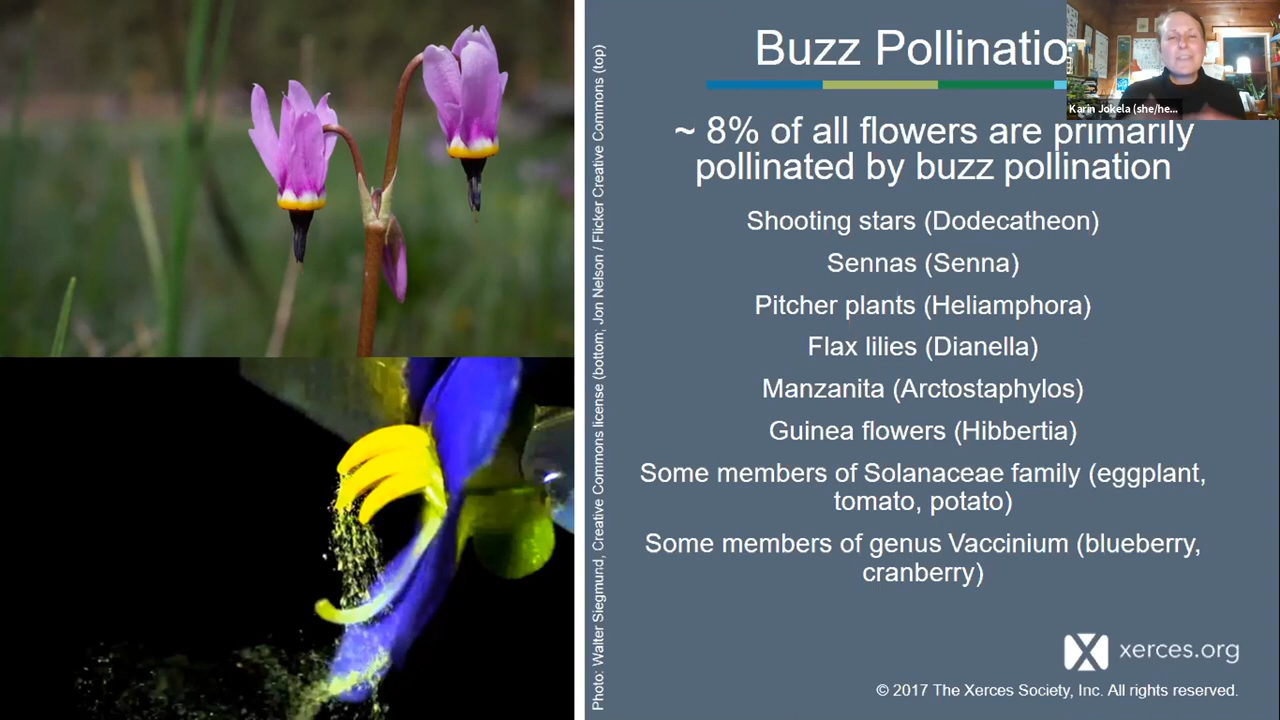 Buzz Pollinatio
Karin Jokela (she/he...
~ 8% of all flowers are primarily
pollinated by buzz pollination
Shooting stars (Dodecatheon)
Sennas (Senna)
Pitcher plants (Heliamphora)
Flax lilies (Dianella)
Manzanita (Arctostaphylos)
Guinea flowers (Hibbertia)
Some members of Solanaceae family (eggplant,
tomato, potato)
Some members of genus Vaccinium (blueberry,
cranberry)
Photo: Walter Siegmund, Creative Commons license (bottom; Jon Nelson / Flicker Creative Commons (top)
xerces.org
© 2017 The Xerces Society, Inc. All rights reserved.